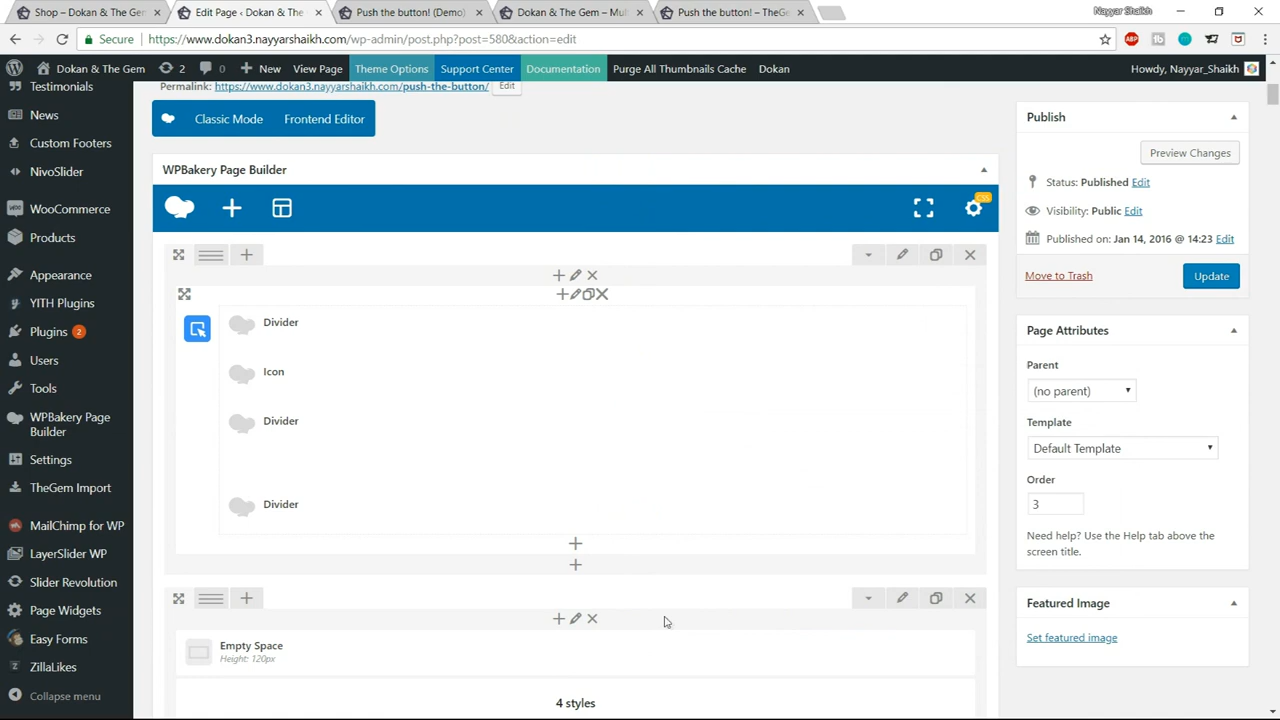 Shop – Dokan & The Gem
Edit Page ‹ Dokan & The
Push the button! (Demo)
Dokan & The Gem – Mul
Push the button! – TheG
Nayyar Shaikh
Secure
https://www.dokan3.nayyarshaikh.com/wp-admin/post.php?post=580&action=edit
ABP
Dokan & The Gem
2
0
New
View Page
Theme Options
Support Center
Documentation
Purge All Thumbnails Cache
Dokan
Howdy, Nayyar_Shaikh
Testimonials
News
Custom Footers
NivoSlider
WooCommerce
Products
Appearance
YITH Plugins
Plugins 2
Users
Tools
WPBakery Page
Builder
Settings
TheGem Import
MailChimp for WP
LayerSlider WP
Slider Revolution
Page Widgets
Easy Forms
ZillaLikes
Collapse menu
Permalink: https://www.dokan3.nayyarshaikh.com/push-the-button/ Edit
Classic Mode
Frontend Editor
WPBakery Page Builder
CSS
Divider
Icon
Divider
Divider
Empty Space
Height: 120px
4 styles
Publish
Preview Changes
Status: Published Edit
Visibility: Public Edit
Published on: Jan 14, 2016 @ 14:23 Edit
Move to Trash
Update
Page Attributes
Parent
(no parent)
Template
Default Template
Order
3
Need help? Use the Help tab above the
screen title.
Featured Image
Set featured image